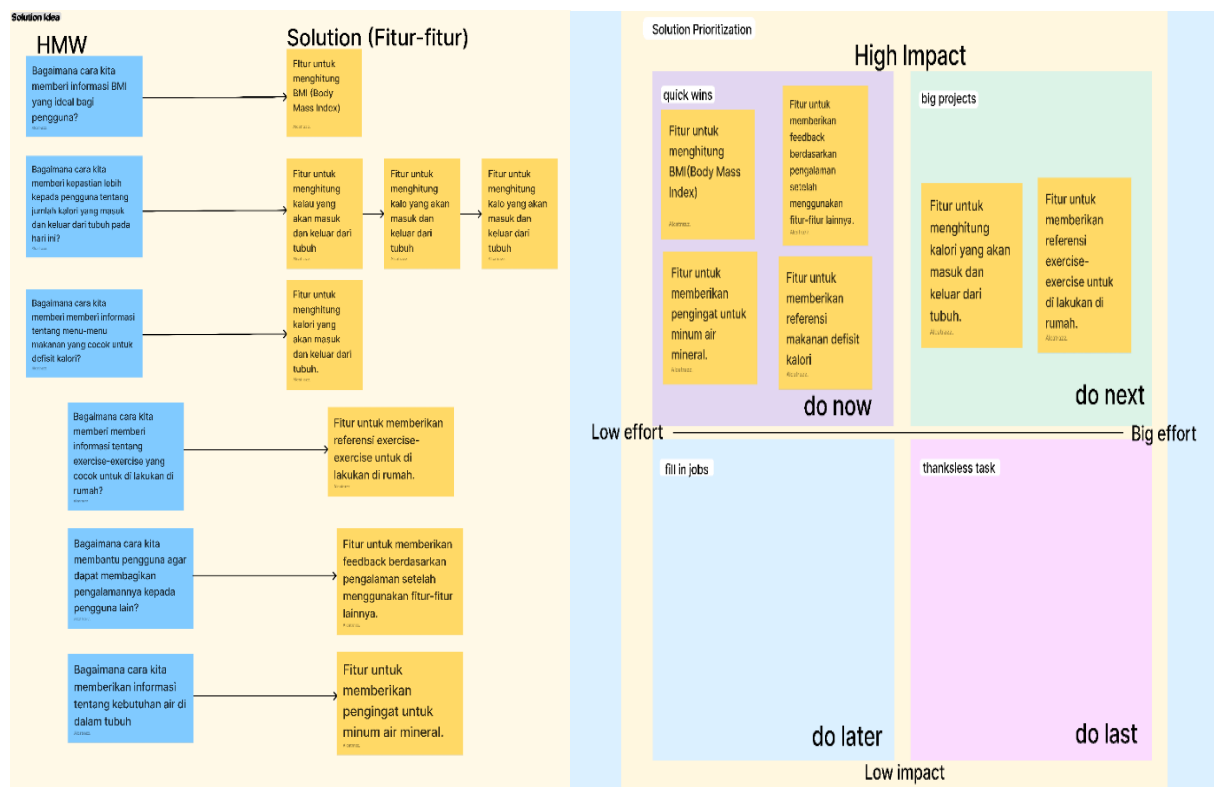 Solution Idea
HMW
Solution (Fitur-fitur)
Bagaimana cara kita
memberi informasi BMI
yang ideal bagi
pengguna?
Fitur untuk
menghitung
BMI (Body
Mass Index)
Bagaimana cara kita
memberi kepastian lebih
kepada pengguna tentang
jumlah kalori yang masuk
dan keluar dari tubuh pada
hari ini?
Fitur untuk
menghitung
kalau yang
akan masuk
dan keluar dari
tubuh
Fitur untuk
menghitung
kalo yang akan
masuk dan
keluar dari
tubuh
Fitur untuk
menghitung
kalo yang akan
masuk dan
keluar dari
tubuh
Bagaimana cara kita
memberi memberi informasi
tentang menu-menu
makanan yang cocok untuk
defisit kalori?
Fitur untuk
menghitung
kalori yang
akan masuk
dan keluar dari
tubuh.
Bagaimana cara kita
memberi memberi
informasi tentang
exercise-exercise yang
cocok untuk di lakukan di
rumah?
Fitur untuk memberikan
referensi exercise-
exercise untuk di
lakukan di rumah.
Bagaimana cara kita
membantu pengguna agar
dapat membagikan
pengalamannya kepada
pengguna lain?
Fitur untuk memberikan
feedback berdasarkan
pengalaman setelah
menggunakan fitur-fitur
lainnya.
Bagaimana cara kita
memberikan informasi
tentang kebutuhan air di
dalam tubuh
Fitur untuk
memberikan
pengingat untuk
minum air mineral.
Solution Prioritization
High Impact
quick wins
Fitur untuk
menghitung
BMI(Body Mass
Index)
Alcatrazz.
Fitur untuk
memberikan
feedback
berdasarkan
pengalaman
setelah
menggunakan
fitur-fitur lainnya.
Fitur untuk
memberikan
pengingat untuk
minum air
mineral.
Fitur untuk
memberikan
referensi
makanan defisit
kalori
do now
big projects
Fitur untuk
menghitung
kalori yang akan
masuk dan
keluar dari
tubuh.
Alcatrazz.
Fitur untuk
memberikan
referensi
exercise-
exercise untuk
di lakukan di
rumah.
Alcatrazz.
do next
Low effort
Big effort
fill in jobs
do later
thanksless task
do last
Low impact